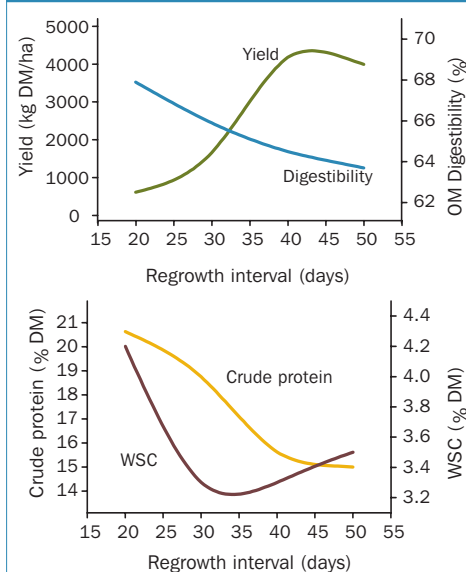 Yield (kg DM/ha)
5000
4000
3000
2000
1000
0
Yield
Digestibility
70
68
66
64
62
OM Digestibility (%)
15 20 25 30 35 40 45 50 55
Regrowth interval (days)
Crude protein (% DM)
21
20
19
18
17
16
15
14
Crude protein
WSC
4.4
4.2
4.0
3.8
3.6
3.4
3.2
WSC (% DM)
15 20 25 30 35 40 45 50 55
Regrowth interval (days)